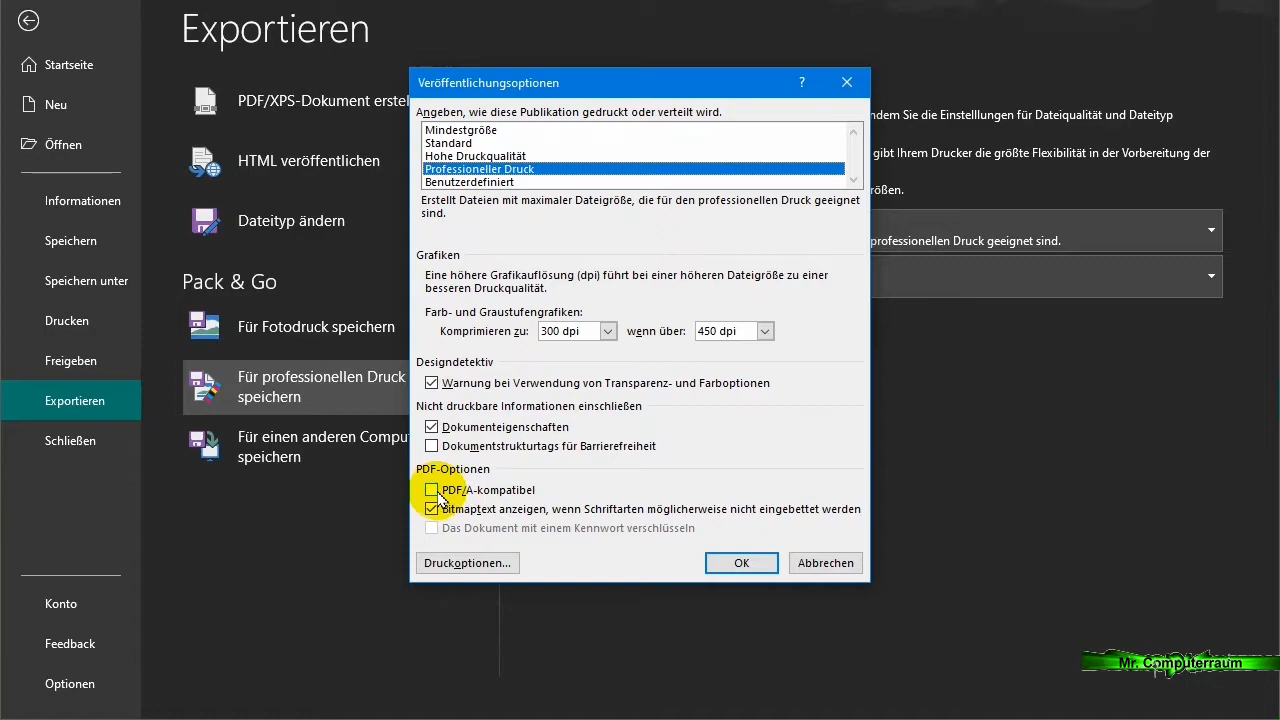 Exportieren
Startseite
Neu
Öffnen
Informationen
Speichern
Speichern unter
Drucken
Freigeben
Exportieren
Schließen
Konto
Feedback
Optionen
PDF/XPS-Dokument erstel
HTML veröffentlichen
Dateityp ändern
Pack & Go
Für Fotodruck speichern
Für professionellen Druck
speichern
Für einen anderen Compu
speichern
Veröffentlichungsoptionen
?
Angeben, wie diese Publikation gedruckt oder verteilt wird.
Mindestgröße
Standard
Hohe Druckqualität
Professioneller Druck
Benutzerdefiniert
Erstellt Dateien mit maximaler Dateigröße, die für den professionellen Druck geeignet
sind.
Grafiken
Eine höhere Grafikauflösung (dpi) führt bei einer höheren Dateigröße zu einer
besseren Druckqualität.
Farb- und Graustufengrafiken:
Komprimieren zu: 300 dpi wenn über: 450 dpi
Designdetektiv
Warnung bei Verwendung von Transparenz- und Farboptionen
Nicht druckbare Informationen einschließen
Dokumenteigenschaften
Dokumentstrukturtags für Barrierefreiheit
PDF-Optionen
PDF/A-kompatibel
Bitmaptext anzeigen, wenn Schriftarten möglicherweise nicht eingebettet werden
Das Dokument mit einem Kennwort verschlüsseln
Druckoptionen...
OK
Abbrechen
ndem Sie die Einstelllungen für Dateiqualität und Dateityp
gibt Ihrem Drucker die größte Flexibilität in der Vorbereitung der
ößen.
professionellen Druck geeignet sind.
Mr. Computerraum